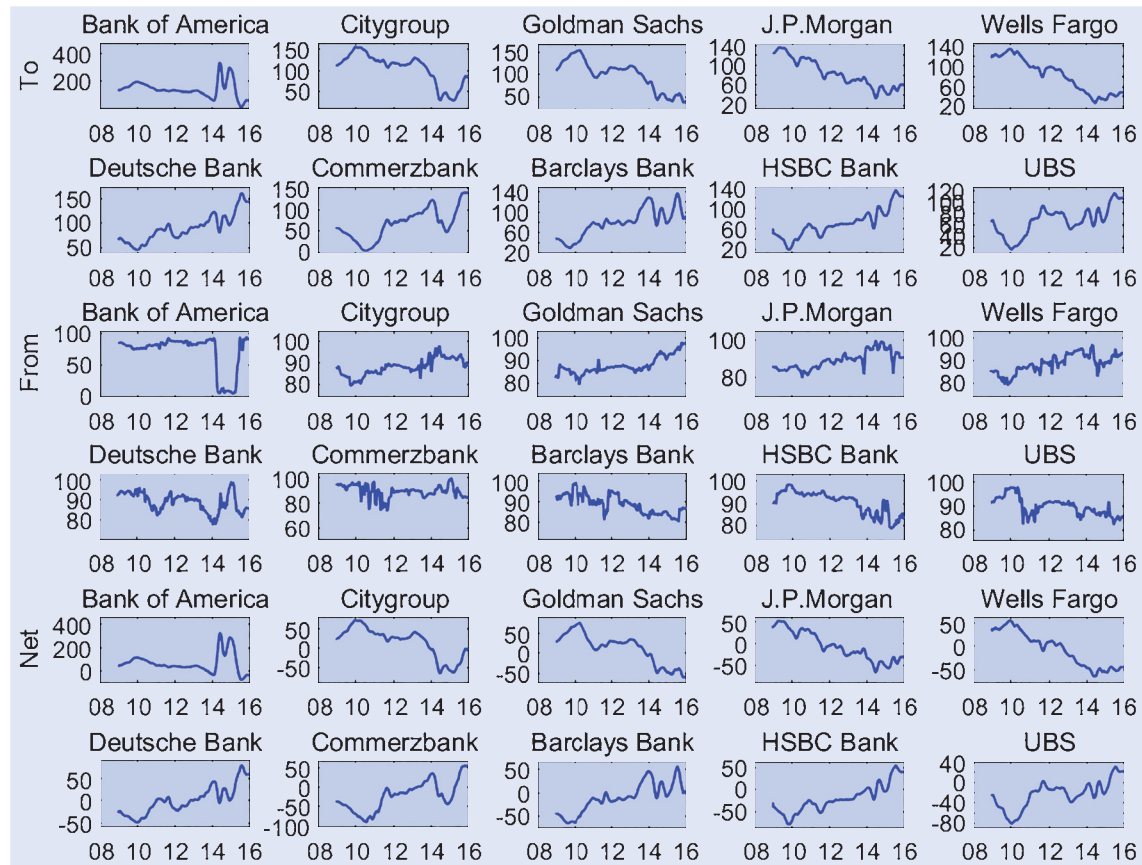 Bank of America Citygroup Goldman Sachs J.P.Morgan Wells Fargo
To
400 150 150 140 140
200 100 100 100 100
50 50 60 60
20 20
08 10 12 14 16 08 10 12 14 16 08 10 12 14 16 08 10 12 14 16 08 10 12 14 16
Deutsche Bank Commerzbank Barclays Bank HSBC Bank UBS
150 150 140 140 120
100 100 100 100 100
50 50 60 60 80
0 20 20 60
40
20
08 10 12 14 16 08 10 12 14 16 08 10 12 14 16 08 10 12 14 16 08 10 12 14 16
Bank of America Citygroup Goldman Sachs J.P.Morgan Wells Fargo
From
100 100 100 100 100
50 90 90 80 90
0 80 80 80
08 10 12 14 16 08 10 12 14 16 08 10 12 14 16 08 10 12 14 16 08 10 12 14 16
Deutsche Bank Commerzbank Barclays Bank HSBC Bank UBS
100 100 100 100 100
90 80 90 90 90
80 60 80 80 80
08 10 12 14 16 08 10 12 14 16 08 10 12 14 16 08 10 12 14 16 08 10 12 14 16
Bank of America Citygroup Goldman Sachs J.P.Morgan Wells Fargo
Net
400 50 50 50 50
200 0 0 0 0
0 -50 -50 -50 -50
08 10 12 14 16 08 10 12 14 16 08 10 12 14 16 08 10 12 14 16 08 10 12 14 16
Deutsche Bank Commerzbank Barclays Bank HSBC Bank UBS
50 50 50 50 40
0 0 0 0 0
-50 -50 -50 -50 -40
-100 -80
08 10 12 14 16 08 10 12 14 16 08 10 12 14 16 08 10 12 14 16 08 10 12 14 16